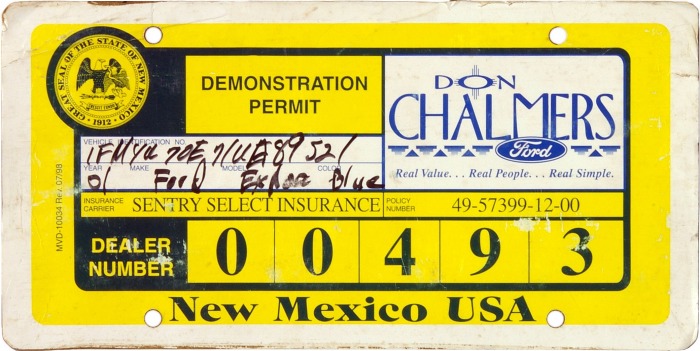 GREAT SEAL OF THE STATE OF NEW MEXICO
• 1912 •
DEMONSTRATION
PERMIT
DON
CHALMERS
Ford
Real Value. . . Real People. . . Real Simple.
VEHICLE IDENTIFICATION NO.
YEAR MAKE MODEL COLOR
01 Ford Blue
INSURANCE
CARRIER
SENTRY SELECT INSURANCE
POLICY
NUMBER
49-57399-12-00
DEALER
NUMBER
0 0 4 9 3
New Mexico USA
MVD-10034 Rev. 07/98